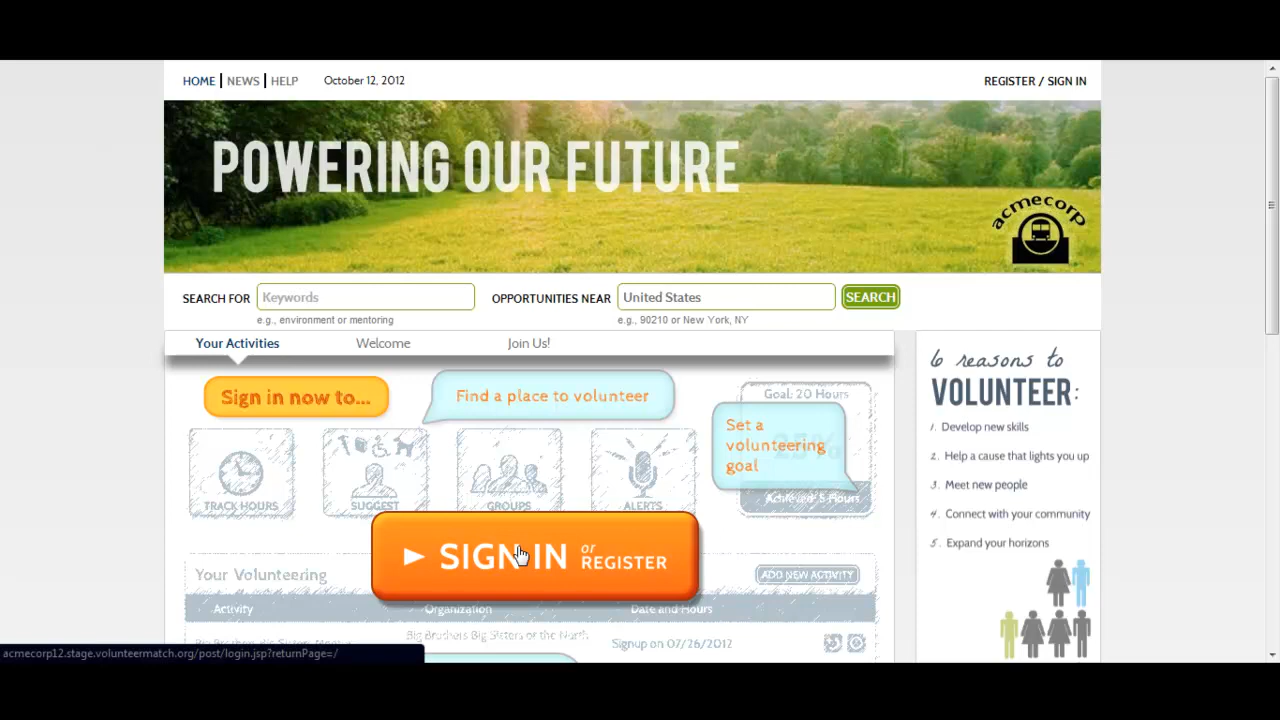 HOME NEWS HELP October 12, 2012 REGISTER / SIGN IN
POWERING OUR FUTURE
acmecorp
SEARCH FOR Keywords OPPORTUNITIES NEAR United States SEARCH
e.g., environment or mentoring e.g., 90210 or New York, NY
Your Activities Welcome Join Us!
Sign in now to... Find a place to volunteer
Goal: 20 Hours
Set a
volunteering
goal
25%
Achieved: 5 Hours
TRACK HOURS SUGGEST GROUPS ALERTS
SIGN IN or REGISTER
Your Volunteering ADD NEW ACTIVITY
Activity Organization Date and Hours
Big Brothers Big Sisters of the North
Signup on 07/26/2012
6 reasons to
VOLUNTEER:
1. Develop new skills
2. Help a cause that lights you up
3. Meet new people
4. Connect with your community
5. Expand your horizons
acmecorp12.stage.volunteermatch.org/post/login.jsp?returnPage=/